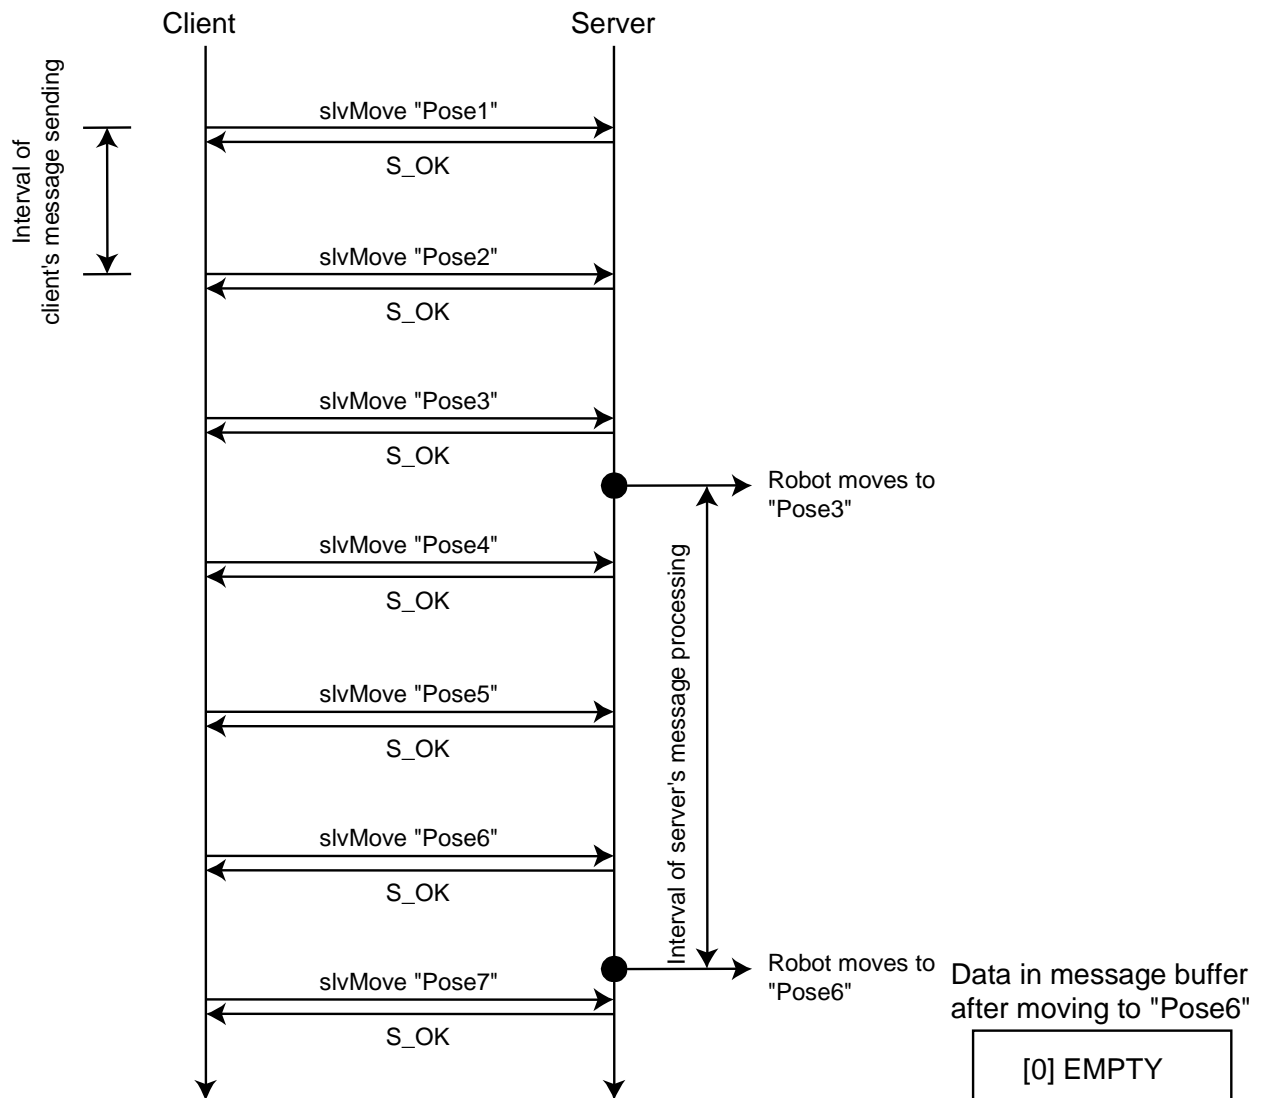 Client
Server
slvMove "Pose1"
S_OK
Interval of
client's message sending
slvMove "Pose2"
S_OK
slvMove "Pose3"
S_OK
Robot moves to
"Pose3"
slvMove "Pose4"
S_OK
Interval of server's message processing
slvMove "Pose5"
S_OK
slvMove "Pose6"
S_OK
Robot moves to
"Pose6"
Data in message buffer
after moving to "Pose6"
slvMove "Pose7"
S_OK
[0] EMPTY